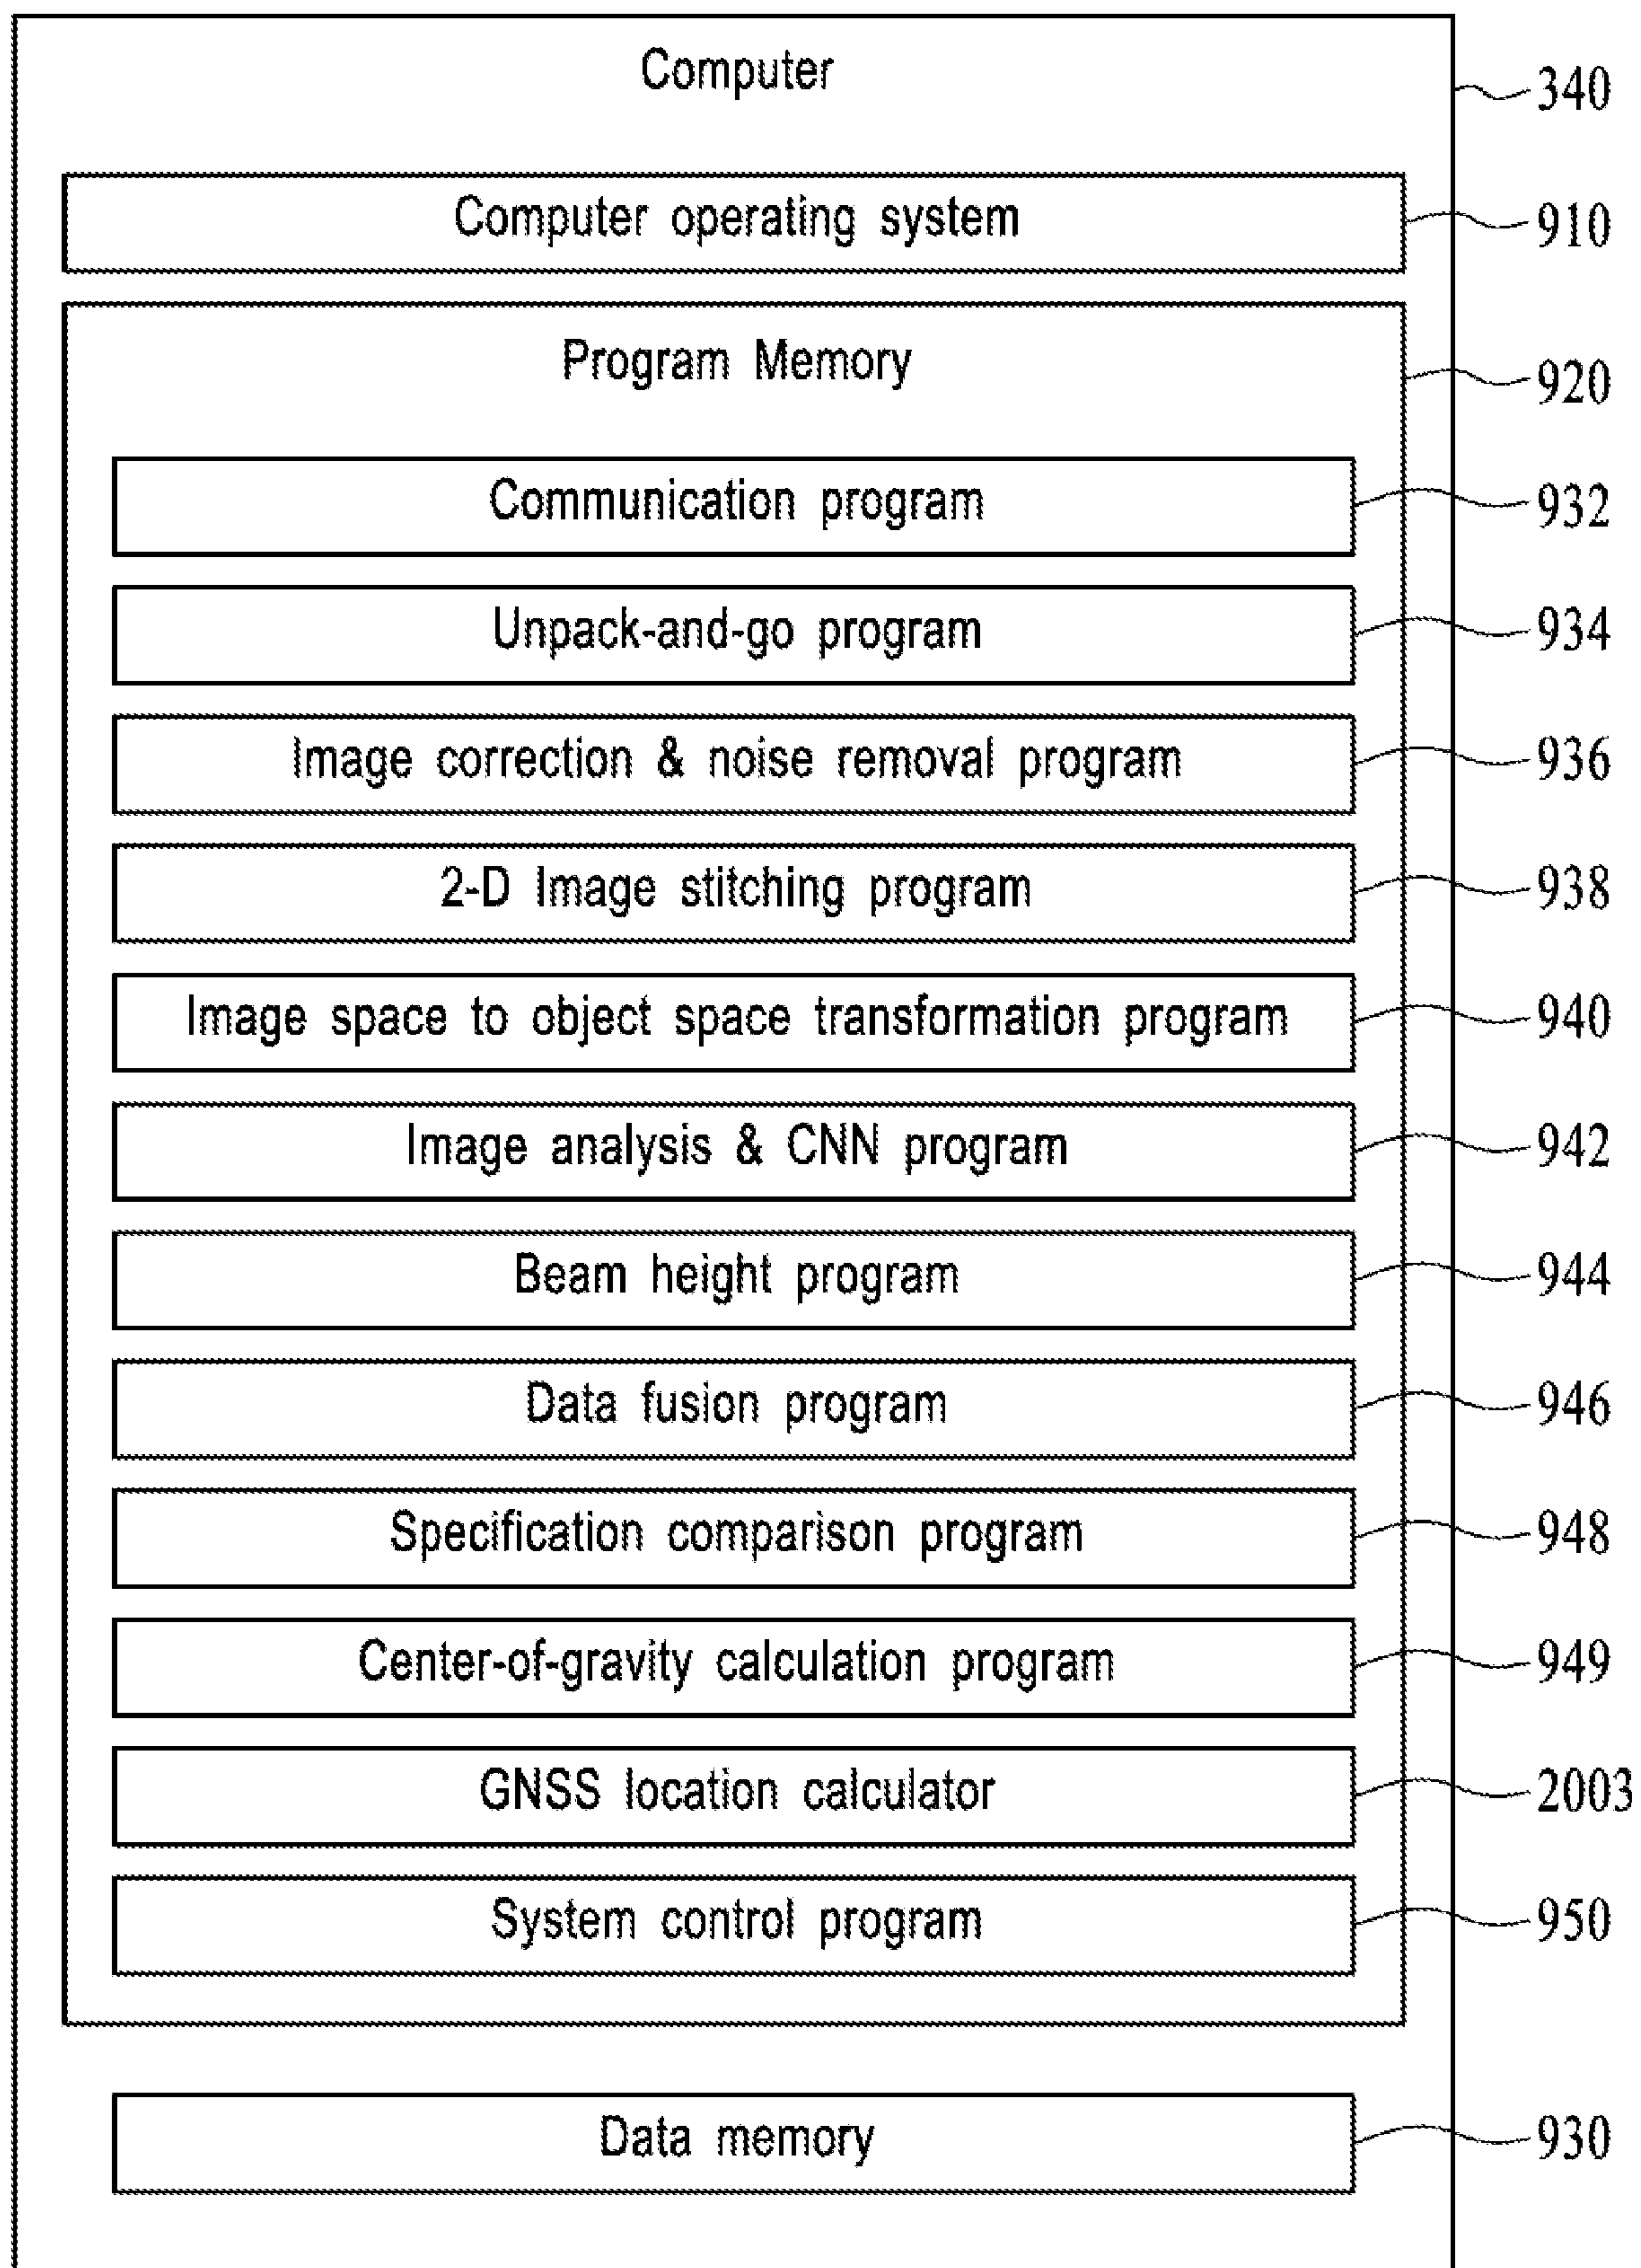 Computer 340
Computer operating system 910
Program Memory 920
Communication program 932
Unpack-and-go program 934
Image correction & noise removal program 936
2-D Image stitching program 938
Image space to object space transformation program 940
Image analysis & CNN program 942
Beam height program 944
Data fusion program 946
Specification comparison program 948
Center-of-gravity calculation program 949
GNSS location calculator 2003
System control program 950
Data memory 930